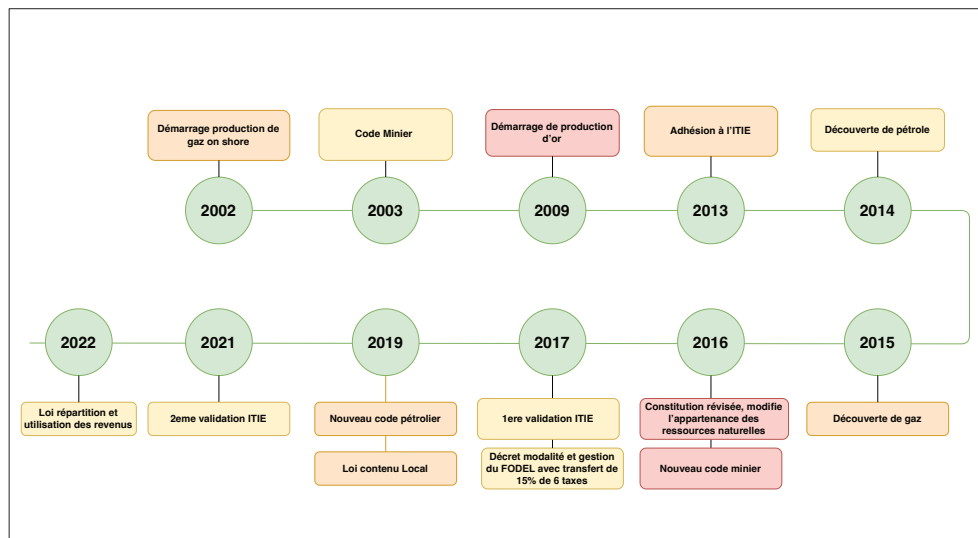 Démarrage production de
gaz on shore
Code Minier
Démarrage de production
d'or
Adhésion à l'ITIE
Découverte de pétrole
2002
2003
2009
2013
2014
2022
2021
2019
2017
2016
2015
Loi répartition et
utilisation des revenus
2eme validation ITIE
Nouveau code pétrolier
Loi contenu Local
1ere validation ITIE
Décret modalité et gestion
du FODEL avec transfert de
15% de 6 taxes
Constitution révisée, modifie
l'appartenance des
ressources naturelles
Nouveau code minier
Découverte de gaz